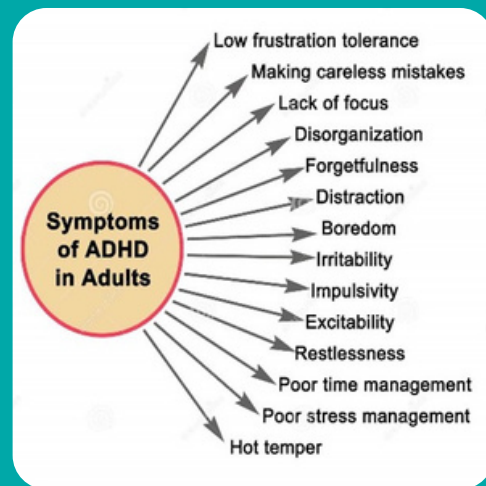 Low frustration tolerance
Making careless mistakes
Lack of focus
Disorganization
Forgetfulness
Distraction
Symptoms
of ADHD
in Adults
Boredom
Irritability
Impulsivity
Excitability
Restlessness
Poor time management
Poor stress management
Hot temper